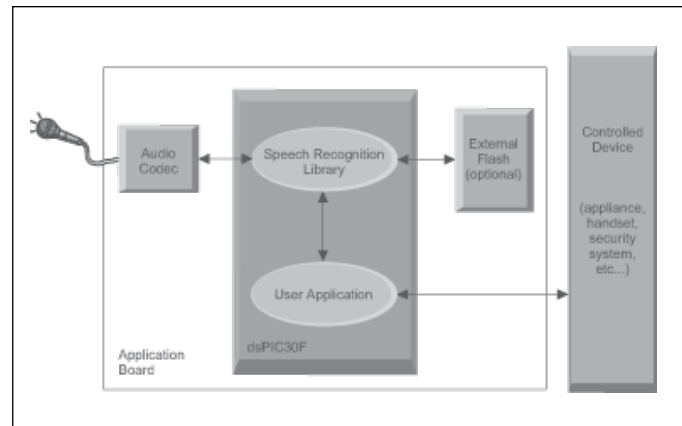 Audio
Codec
Speech Recognition
Library
External
Flash
(optional)
Controlled
Device
(appliance,
handset,
security
system,
etc...)
User Application
dsPIC30F
Application
Board